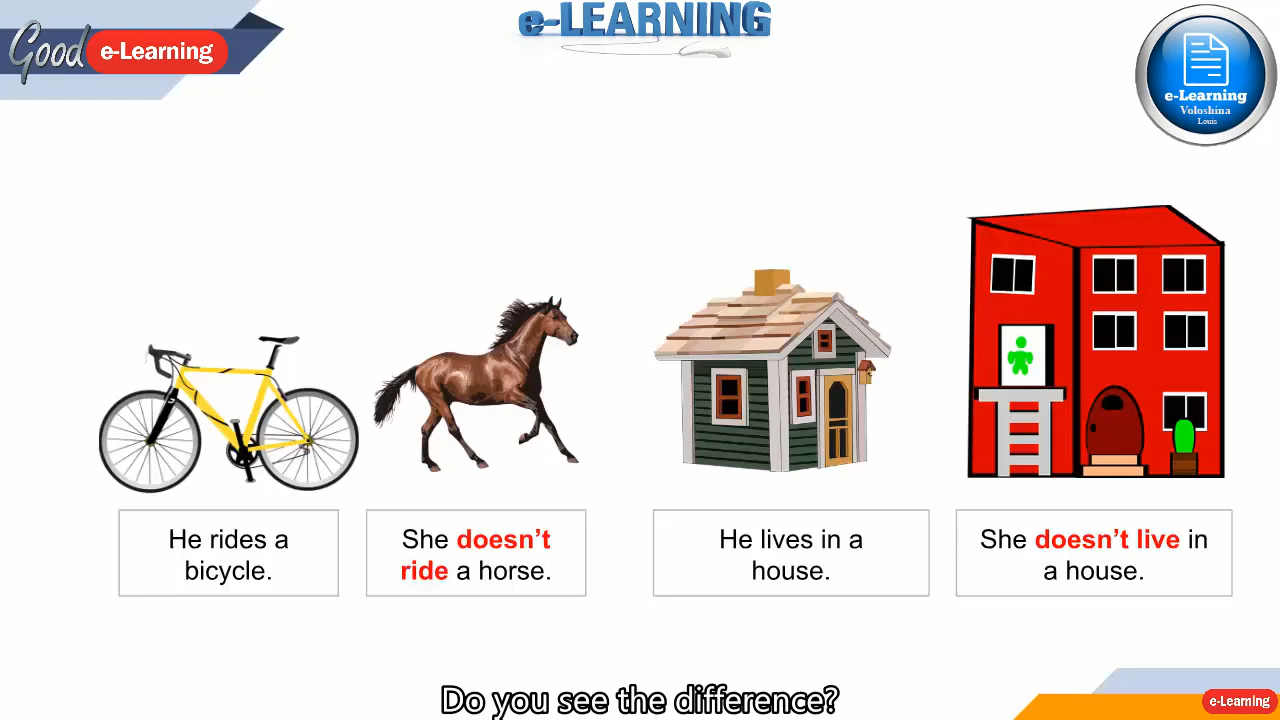 Good e-Learning
e-LEARNING
e-Learning
Voloshina
Louis
He rides a
bicycle.
She doesn't
ride a horse.
He lives in a
house.
She doesn't live in
a house.
Do you see the difference?
e-Learning